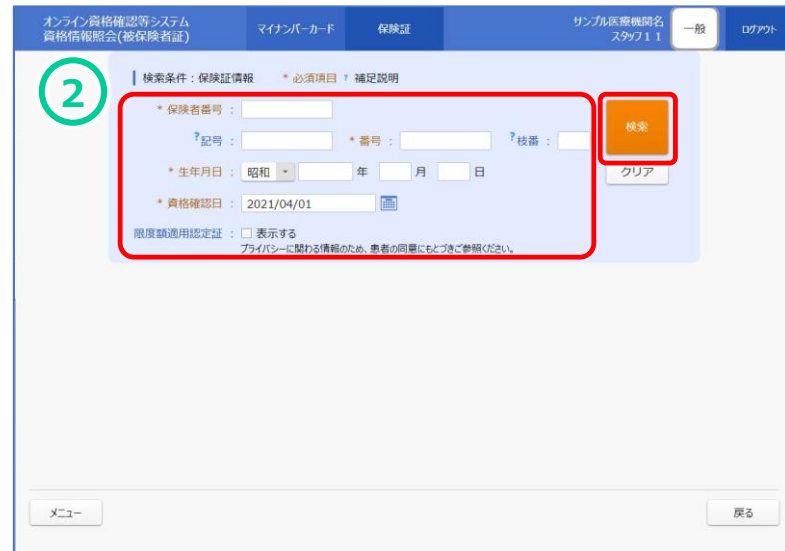 オンライン資格確認等システム マイナンバーカード 保険証 サンプル医療機関名 一般 ログアウト
資格情報照会(被保険者証) スタッフ11
② 検索条件:保険証情報 * 必須項目 ? 補足説明
* 保険者番号 :
?記号 : * 番号 : ?枝番 : 検索
* 生年月日 : 昭和 年 月 日 クリア
* 資格確認日 : 2021/04/01
限度額適用認定証 : 表示する
プライバシーに関わる情報のため、患者の同意にもとづきご参照ください。
メニュー 戻る